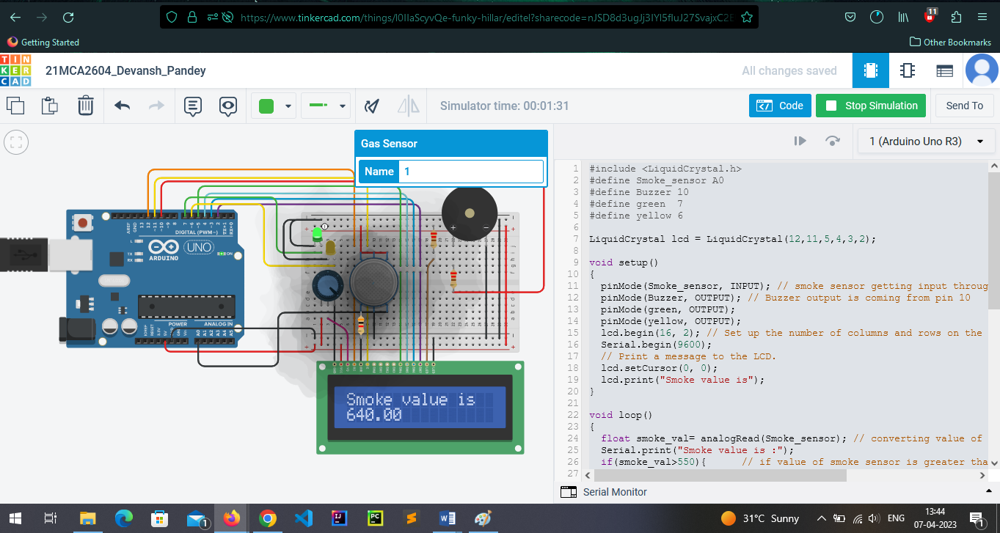 https://www.tinkercad.com/things/
11
Getting Started
Other Bookmarks
TIN
KER
CAD
21MCA2604_Devansh_Pandey
All changes saved
Simulator time: 00:01:31
Code
Stop Simulation
Send To
Gas Sensor
Name 1
1 (Arduino Uno R3)
DIGITAL (PWM~)
UNO
ARDUINO
ON
TX
RX
L
POWER
ANALOG IN
Smoke value is
640.00
1 #include <LiquidCrystal.h>
2 #define Smoke_sensor A0
3 #define Buzzer 10
4 #define green  7
5 #define yellow 6
6
7 LiquidCrystal lcd = LiquidCrystal(12,11,5,4,3,2);
8
9 void setup()
10 {
11 pinMode(Smoke_sensor, INPUT); // smoke sensor getting input throug
12 pinMode(Buzzer, OUTPUT); // Buzzer output is coming from pin 10
13 pinMode(green, OUTPUT);
14 pinMode(yellow, OUTPUT);
15 lcd.begin(16, 2); // Set up the number of columns and rows on the
16 Serial.begin(9600);
17 // Print a message to the LCD.
18 lcd.setCursor(0, 0);
19 lcd.print("Smoke value is");
20 }
21
22 void loop()
23 {
24 float smoke_val= analogRead(Smoke_sensor); // converting value of
25 Serial.print("Smoke value is :");
26 if(smoke_val>550){ // if value of smoke sensor is greater tha
27
Serial Monitor
1
31°C Sunny
ENG
13:44
07-04-2023
1